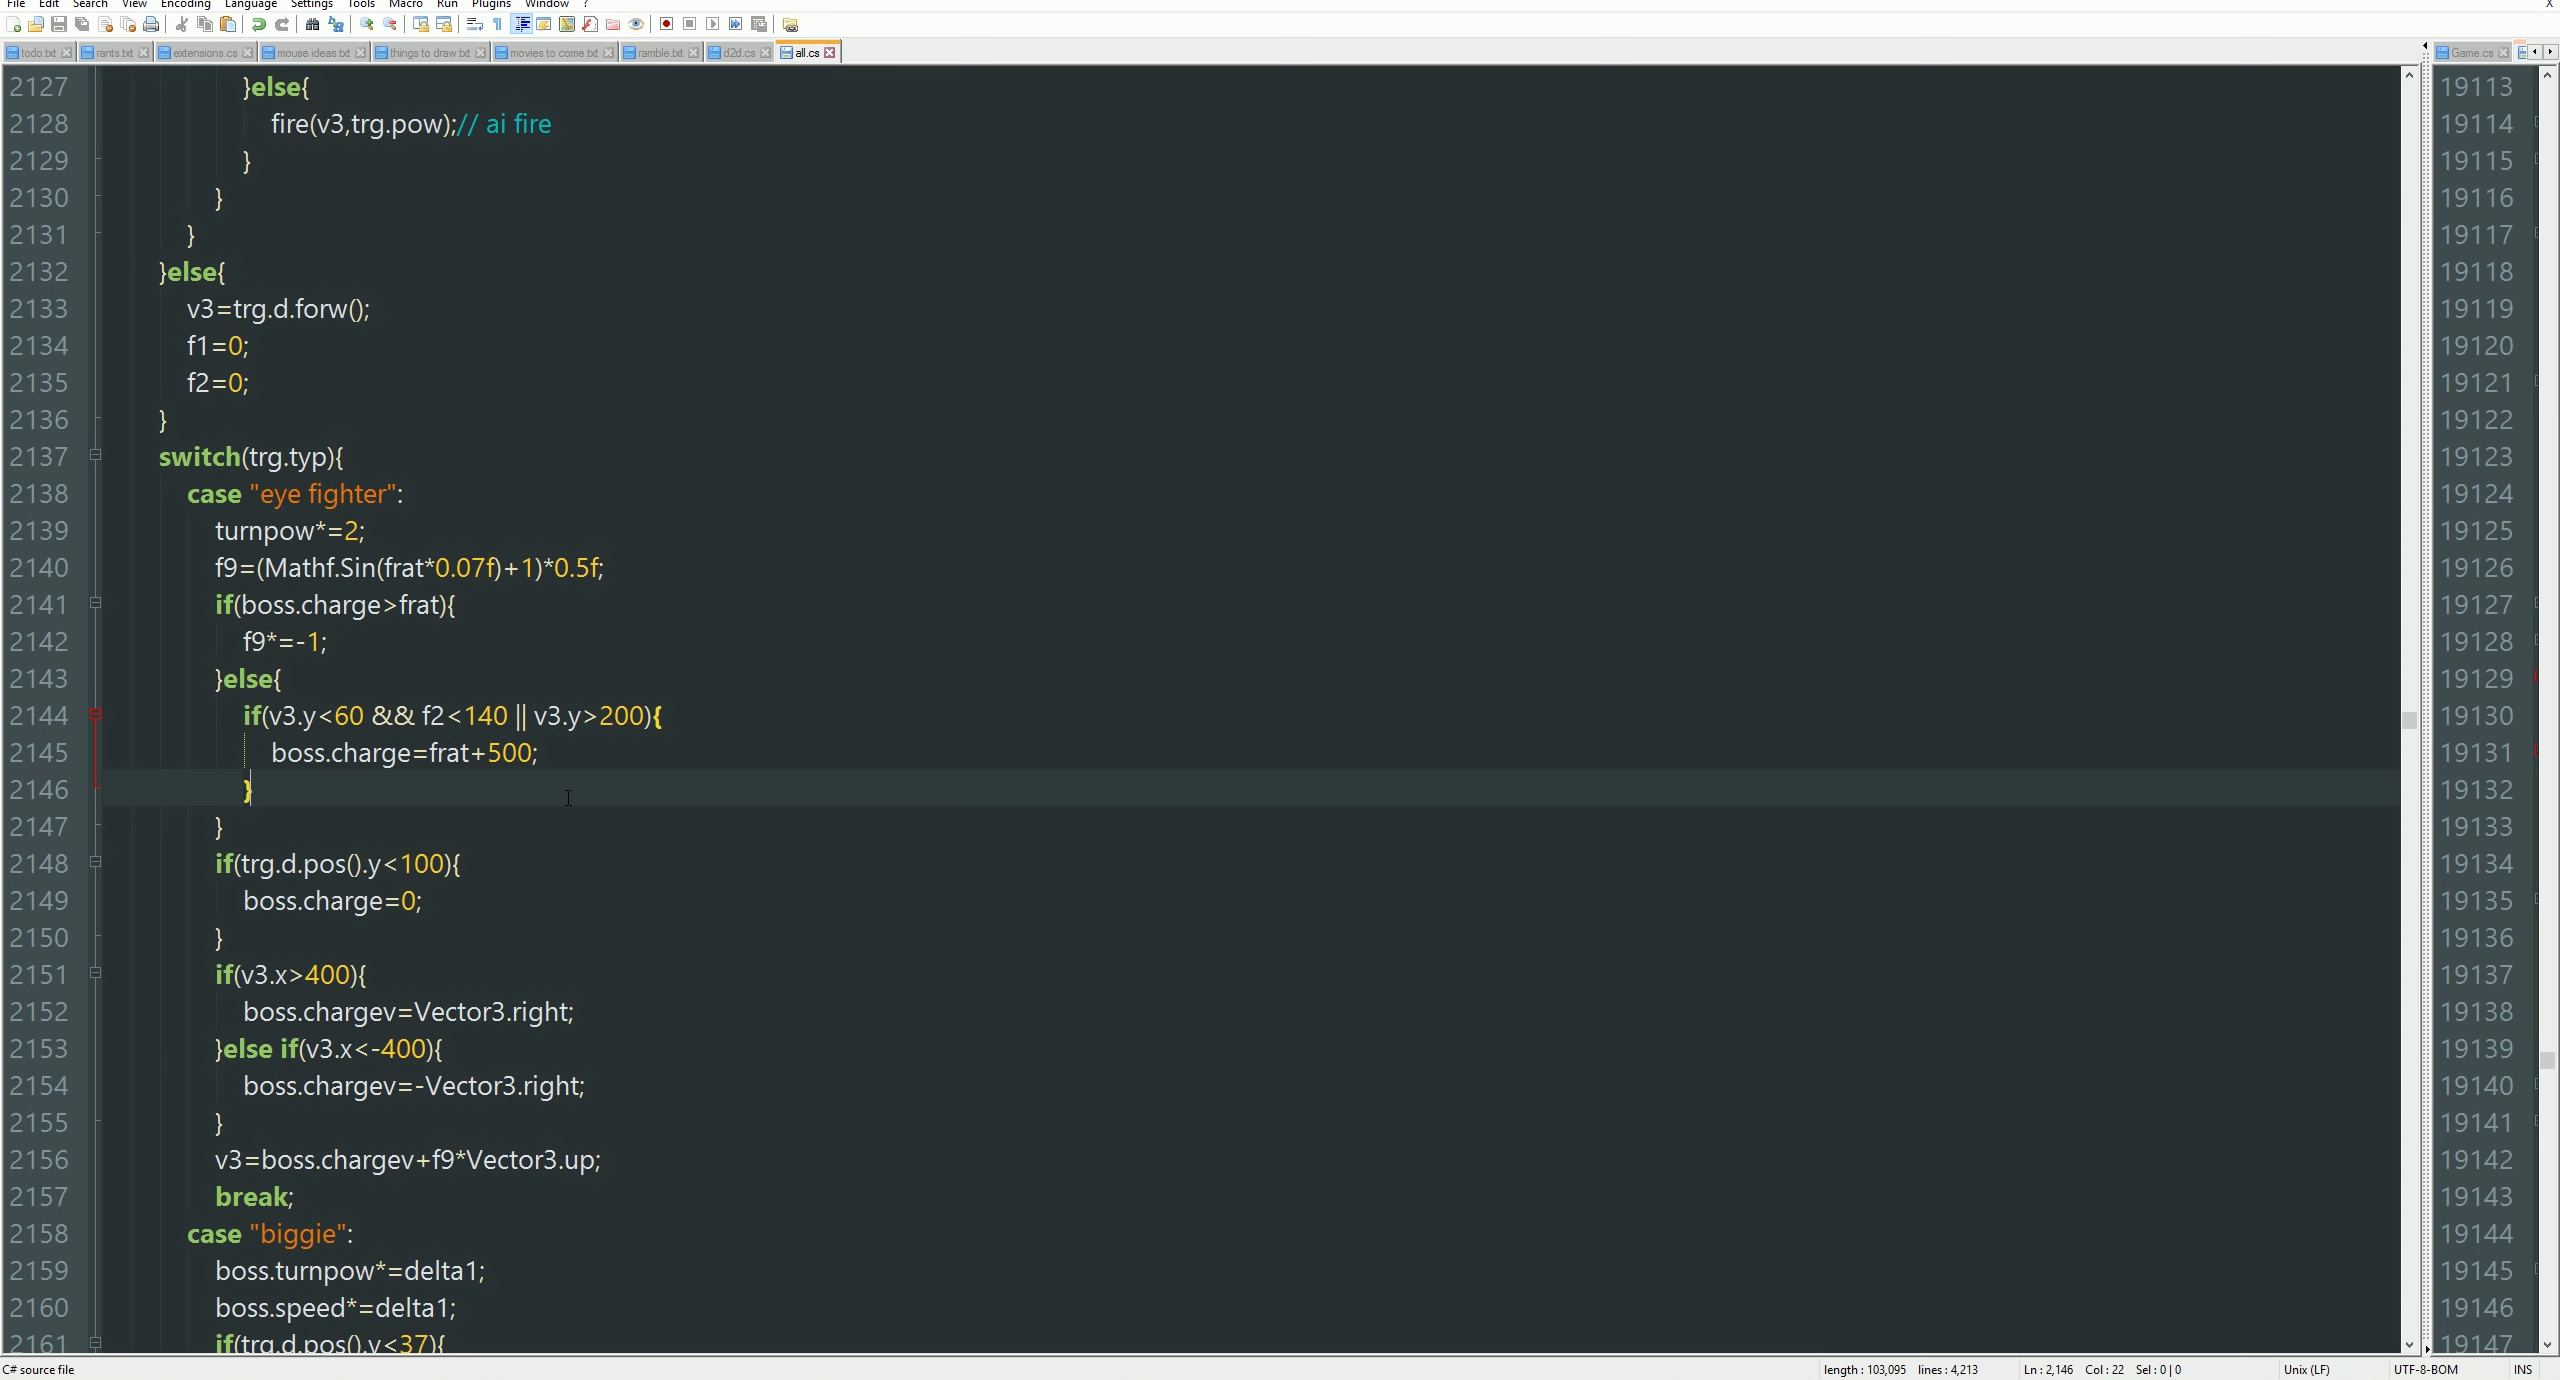 File Edit Search View Encoding Language Settings Tools Macro Run Plugins Window ? X
todo.txt rants.txt extensions.cs mouse ideas.txt things to draw.txt movies to come.txt ramble.txt d2d.cs all.cs Game.cs
2127 }else{
2128 fire(v3,trg.pow);// ai fire
2129 }
2130 }
2131 }
2132 }else{
2133 v3=trg.d.forw();
2134 f1=0;
2135 f2=0;
2136 }
2137 switch(trg.typ){
2138 case "eye fighter":
2139 turnpow*=2;
2140 f9=(Mathf.Sin(frat*0.07f)+1)*0.5f;
2141 if(boss.charge>frat){
2142 f9*=-1;
2143 }else{
2144 if(v3.y<60 && f2<140 || v3.y>200){
2145 boss.charge=frat+500;
2146 }
2147 }
2148 if(trg.d.pos().y<100){
2149 boss.charge=0;
2150 }
2151 if(v3.x>400){
2152 boss.chargev=Vector3.right;
2153 }else if(v3.x<-400){
2154 boss.chargev=-Vector3.right;
2155 }
2156 v3=boss.chargev+f9*Vector3.up;
2157 break;
2158 case "biggie":
2159 boss.turnpow*=delta1;
2160 boss.speed*=delta1;
2161 if(trg.d.pos().y<37){
19113
19114
19115
19116
19117
19118
19119
19120
19121
19122
19123
19124
19125
19126
19127
19128
19129
19130
19131
19132
19133
19134
19135
19136
19137
19138
19139
19140
19141
19142
19143
19144
19145
19146
19147
C# source file length : 103,095 lines : 4,213 Ln : 2,146 Col : 22 Sel : 0 | 0 Unix (LF) UTF-8-BOM INS